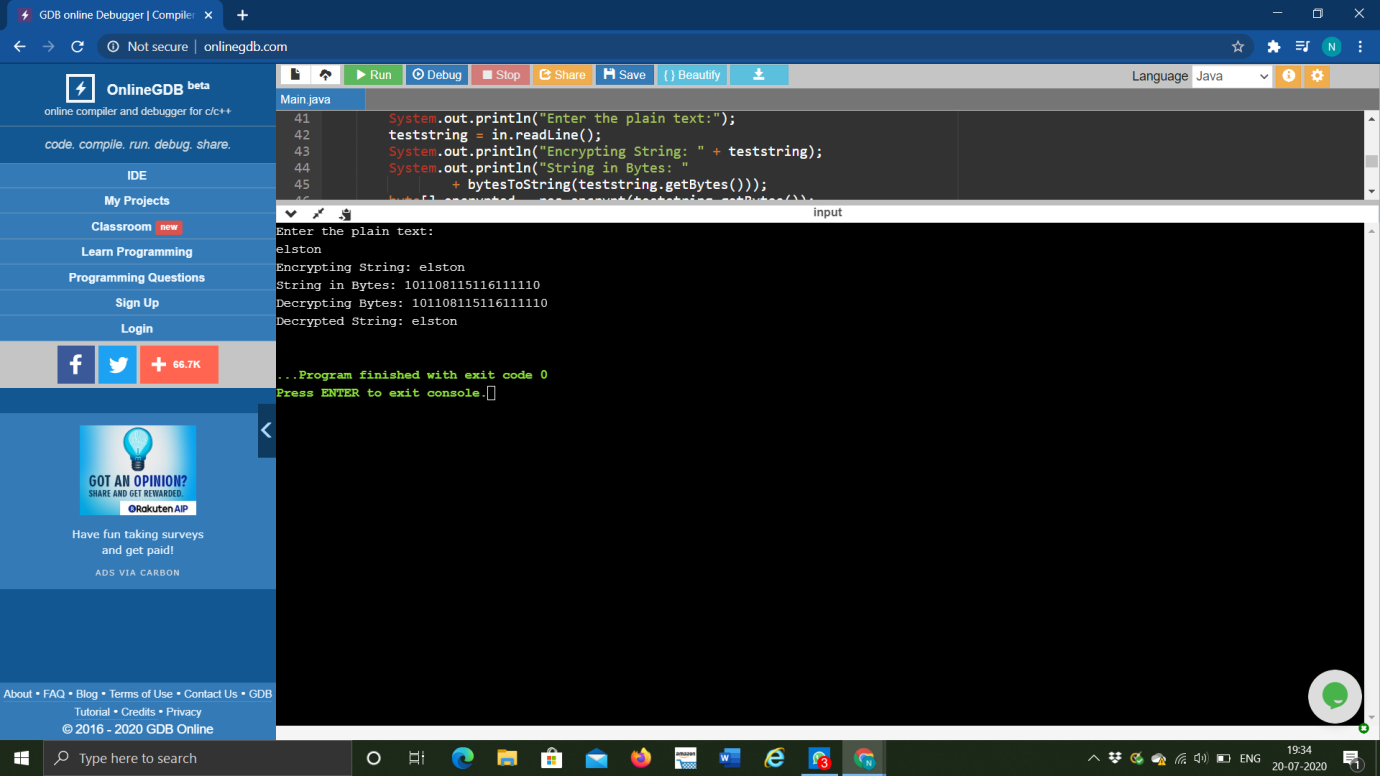 GDB online Debugger | Compiler
Not secure | onlinegdb.com
N
OnlineGDB beta
online compiler and debugger for c/c++
code. compile. run. debug. share.
IDE
My Projects
Classroom new
Learn Programming
Programming Questions
Sign Up
Login
66.7K
GOT AN OPINION?
SHARE AND GET REWARDED.
Rakuten AIP
Have fun taking surveys
and get paid!
ADS VIA CARBON
About • FAQ • Blog • Terms of Use • Contact Us • GDB
Tutorial • Credits • Privacy
© 2016 - 2020 GDB Online
Run Debug Stop Share Save { } Beautify
Language Java
Main.java
41 System.out.println("Enter the plain text:");
42 teststring = in.readLine();
43 System.out.println("Encrypting String: " + teststring);
44 System.out.println("String in Bytes: "
45 + bytesToString(teststring.getBytes()));
input
Enter the plain text:
elston
Encrypting String: elston
String in Bytes: 101108115116111110
Decrypting Bytes: 101108115116111110
Decrypted String: elston
...Program finished with exit code 0
Press ENTER to exit console.
Type here to search
amazon
3
N
ENG
19:34
20-07-2020
1